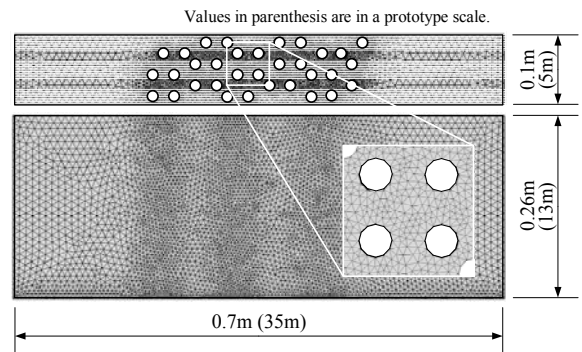 Values in parenthesis are in a prototype scale.
0.1m
(5m)
0.26m
(13m)
0.7m (35m)